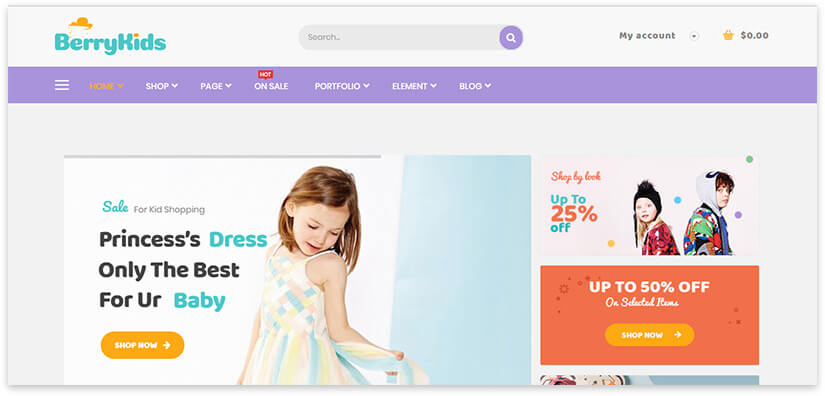 BerryKids
Search...
My account
$0.00
HOT
HOME SHOP PAGE ON SALE PORTFOLIO ELEMENT BLOG
Sale For Kid Shopping
Princess's Dress
Only The Best
For Ur Baby
SHOP NOW
Shop by look
Up To
25%
off
UP TO 50% OFF
On Selected Items
SHOP NOW